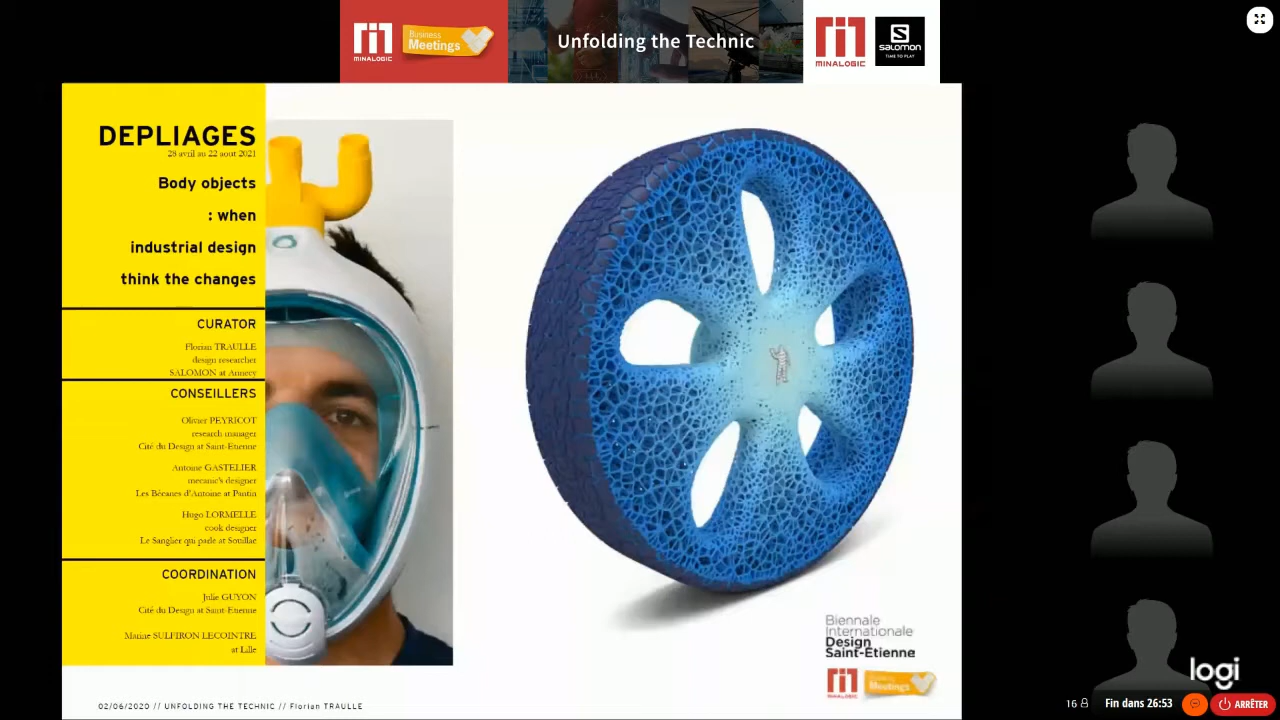 MINALOGIC
Business
Meetings
Unfolding the Technic
MINALOGIC
SALOMON
TIME TO PLAY
DEPLIAGES
28 avril au 22 aout 2021
Body objects
: when
industrial design
think the changes
CURATOR
Florian TRAULLE
design researcher
SALOMON at Annecy
CONSEILLERS
Olivier PEYRICOT
research manager
Cité du Design at Saint-Etienne
Antoine GASTELIER
mecanic's designer
Les Bécanes d'Antoine at Pantin
Hugo LORMELLE
cook designer
Le Sanglier qui parle at Souillac
COORDINATION
Julie GUYON
Cité du Design at Saint-Etienne
Marine SULFIRON LECOINTRE
at Lille
Biennale
Internationale
Design
Saint-Étienne
MINALOGIC
Business
Meetings
02/06/2020 // UNFOLDING THE TECHNIC // Florian TRAULLE
logi
16
Fin dans 26:53
ARRÊTER